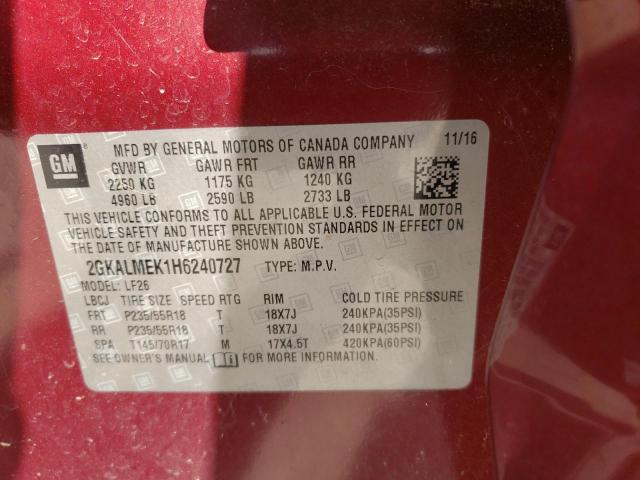 GM ® MFD BY GENERAL MOTORS OF CANADA COMPANY 11/16
GVWR GAWR FRT GAWR RR
2250 KG 1175 KG 1240 KG
4960 LB 2590 LB 2733 LB
THIS VEHICLE CONFORMS TO ALL APPLICABLE U.S. FEDERAL MOTOR
VEHICLE SAFETY AND THEFT PREVENTION STANDARDS IN EFFECT ON
THE DATE OF MANUFACTURE SHOWN ABOVE.
2GKALMEK1H6240727 TYPE: M.P.V.
MODEL: LF26
LBCJ TIRE SIZE SPEED RTG RIM COLD TIRE PRESSURE
FRT P235/55R18 T 18X7J 240KPA(35PSI)
RR P235/55R18 T 18X7J 240KPA(35PSI)
SPA T145/70R17 M 17X4.5T 420KPA(60PSI)
SEE OWNER'S MANUAL FOR MORE INFORMATION.